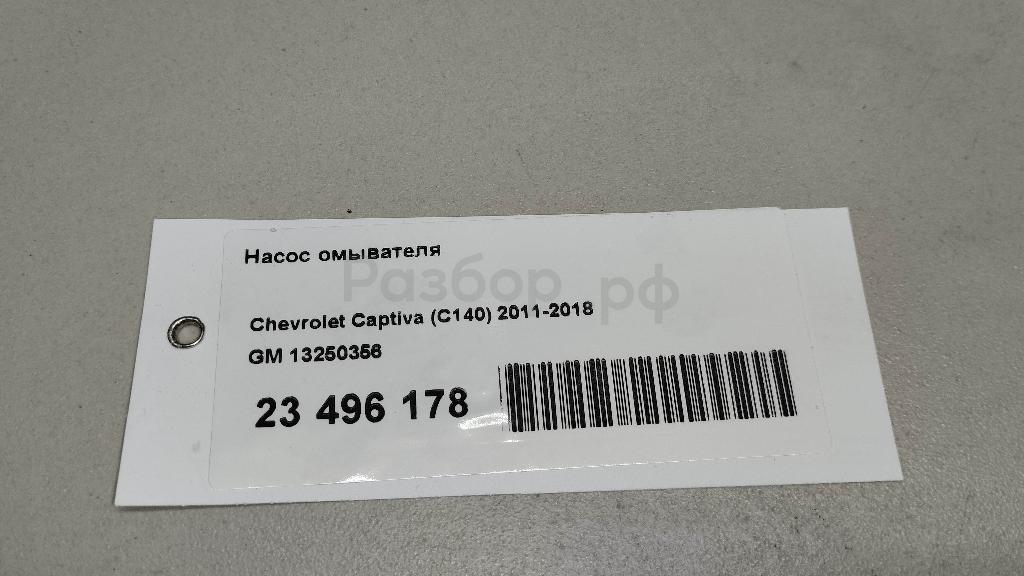 Насос омывателя
Разбор рф
Chevrolet Captiva (C140) 2011-2018
GM 13250356
23 496 178